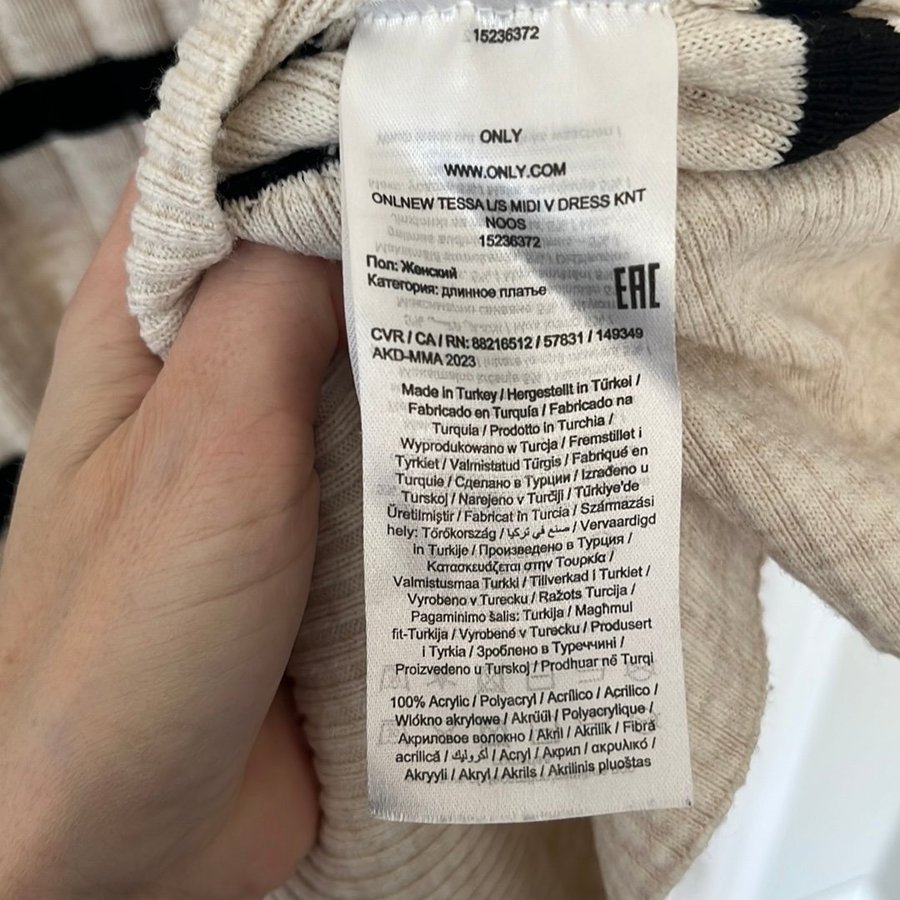 15236372
ONLY
WWW.ONLY.COM
ONLNEW TESSA L/S MIDI V DRESS KNT
NOOS
15236372
Пол: Женский
Категория: длинное платье
EAC
CVR / CA / RN: 88216512 / 57831 / 149349
AKD-MMA 2023
Made in Turkey / Hergestellt in Türkei /
Fabricado en Turquía / Fabricado na
Turquia / Prodotto in Turchia /
Wyprodukowano w Turcja / Fremstillet i
Tyrkiet / Valmistatud Türgis / Fabriqué en
Turquie / Сделано в Турции / Izrađeno u
Turskoj / Narejeno v Turčiji / Türkiye'de
Üretilmiştir / Fabricat în Turcia / Származási
hely: Törökország / صنع في تركيا / Vervaardigd
in Turkije / Произведено в Турция /
Κατασκευάζεται στην Τουρκία /
Valmistusmaa Turkki / Tillverkad I Turkiet /
Vyrobeno v Turecku / Ražots Turcija /
Pagaminimo šalis: Turkija / Magħmul
fit-Turkija / Vyrobené v Turecku / Produsert
i Tyrkia / Зроблено в Туреччині /
Proizvedeno u Turskoj / Prodhuar në Turqi
100% Acrylic / Polyacryl / Acrílico / Acrilico /
Włókno akrylowe / Akrüül / Polyacrylique /
Акриловое волокно / Akril / Akrilik / Fibră
acrilică / أكروليك / Acryl / Акрил / ακρυλικό /
Akryyli / Akryl / Akrils / Akrilinis pluoštas